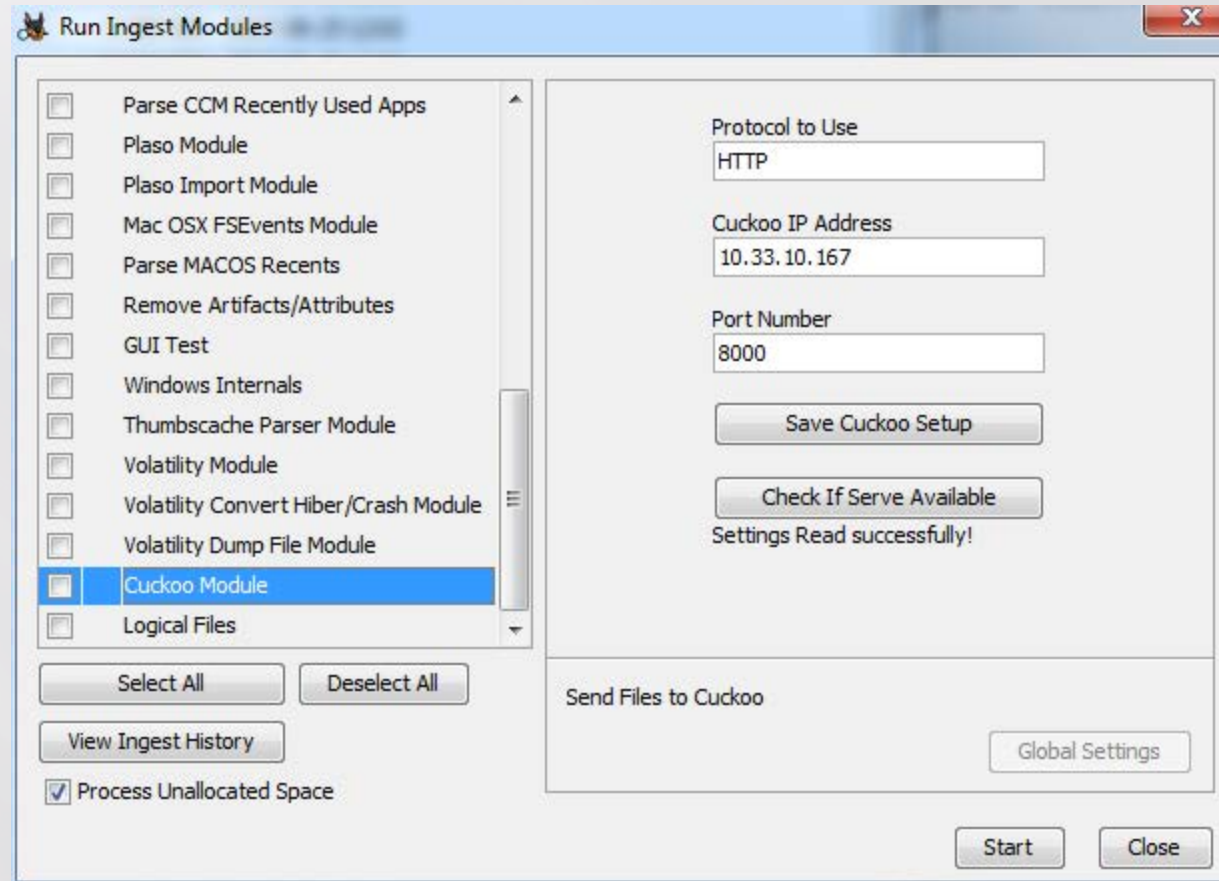 Run Ingest Modules
Parse CCM Recently Used Apps
Plaso Module
Plaso Import Module
Mac OSX FSEvents Module
Parse MACOS Recents
Remove Artifacts/Attributes
GUI Test
Windows Internals
Thumbscache Parser Module
Volatility Module
Volatility Convert Hiber/Crash Module
Volatility Dump File Module
Cuckoo Module
Logical Files
Select All
Deselect All
View Ingest History
Process Unallocated Space
Protocol to Use
HTTP
Cuckoo IP Address
10.33.10.167
Port Number
8000
Save Cuckoo Setup
Check If Serve Available
Settings Read successfully!
Send Files to Cuckoo
Global Settings
Start
Close